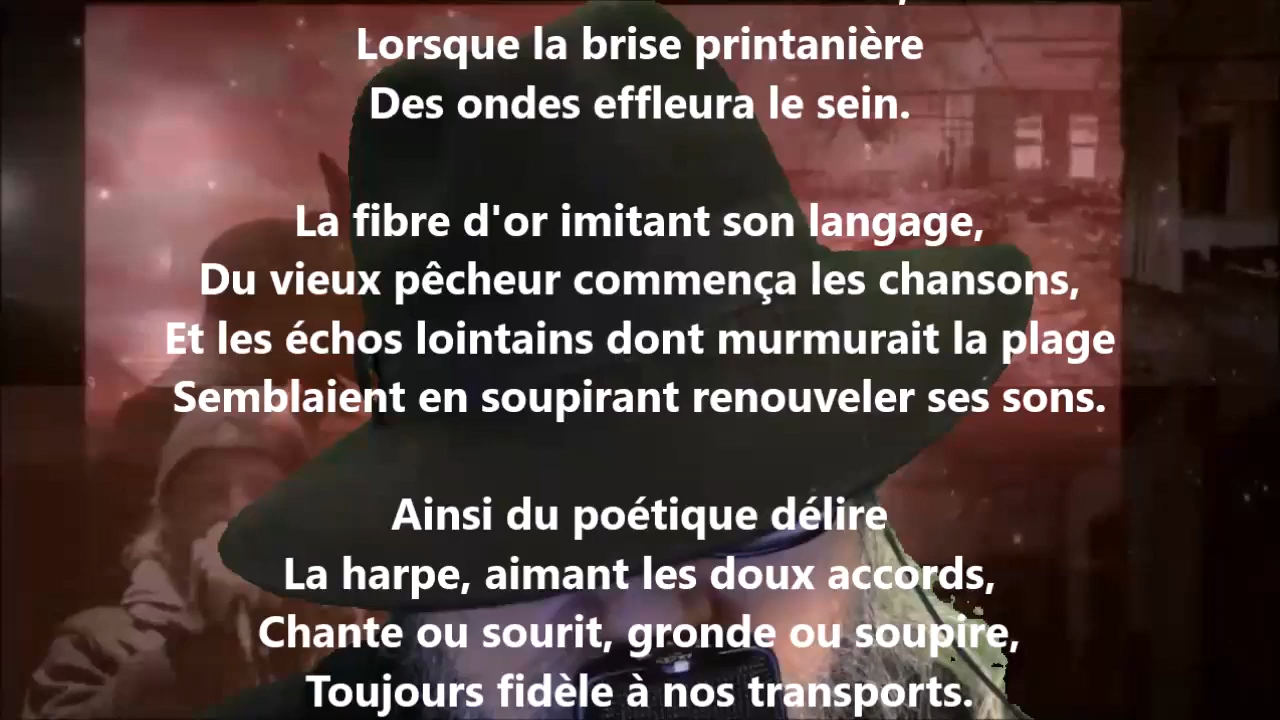 Lorsque la brise printanière
Des ondes effleura le sein.
La fibre d'or imitant son langage,
Du vieux pêcheur commença les chansons,
Et les échos lointains dont murmurait la plage
Semblaient en soupirant renouveler ses sons.
Ainsi du poétique délire
La harpe, aimant les doux accords,
Chante ou sourit, gronde ou soupire,
Toujours fidèle à nos transports.